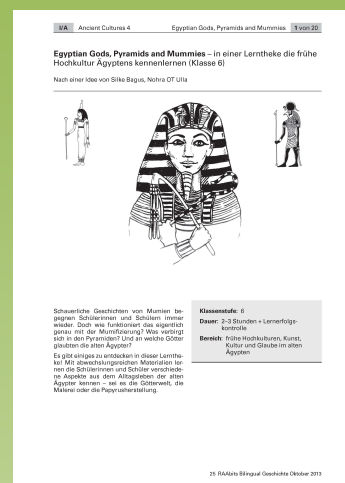 I/A Ancient Cultures 4 Egyptian Gods, Pyramids and Mummies 1 von 20
Egyptian Gods, Pyramids and Mummies – in einer Lerntheke die frühe
Hochkultur Ägyptens kennenlernen (Klasse 6)
Nach einer Idee von Silke Bagus, Nohra OT Ulla
Schauerliche Geschichten von Mumien be-
gegnen Schülerinnen und Schülern immer
wieder. Doch wie funktioniert das eigentlich
genau mit der Mumifizierung? Was verbirgt
sich in den Pyramiden? Und an welche Götter
glaubten die alten Ägypter?
Es gibt einiges zu entdecken in dieser Lernthe-
ke! Mit abwechslungsreichen Materialien ler-
nen die Schülerinnen und Schüler verschiede-
ne Aspekte aus dem Alltagsleben der alten
Ägypter kennen – sei es die Götterwelt, die
Malerei oder die Papyrusherstellung.
Klassenstufe: 6
Dauer: 2–3 Stunden + Lernerfolgs-
kontrolle
Bereich: frühe Hochkulturen, Kunst,
Kultur und Glaube im alten
Ägypten
25 RAAbits Bilingual Geschichte Oktober 2013